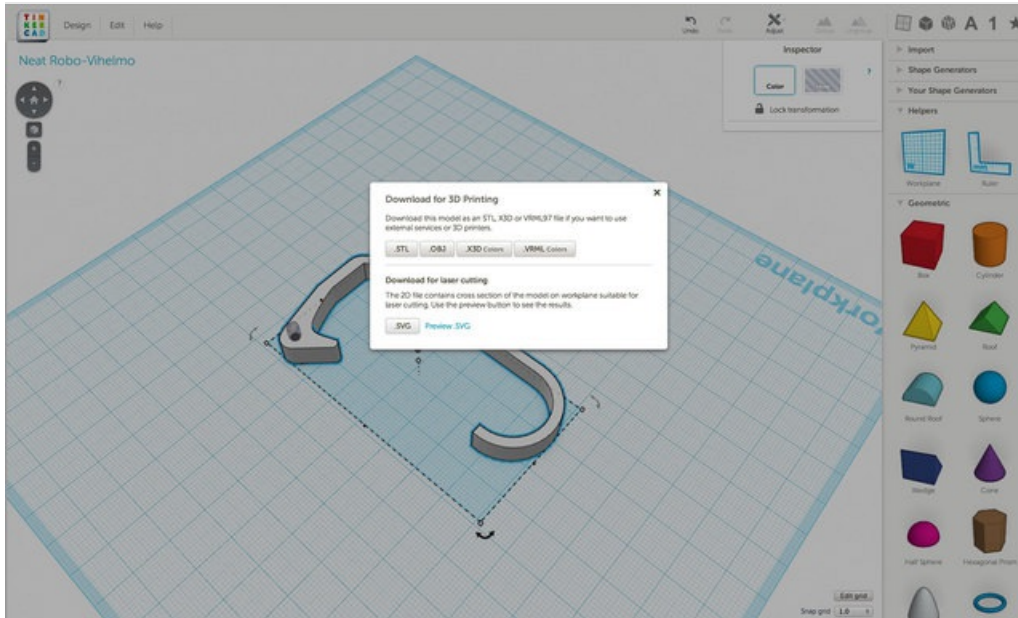 TIN
KER
CAD
Design
Edit
Help
Undo
Redo
Adjust
Group
Ungroup
A 1
Neat Robo-Vihelmo
?
Inspector
Color
?
Lock transformation
Import
Shape Generators
Your Shape Generators
Helpers
Workplane
Ruler
Geometric
Box
Cylinder
Pyramid
Roof
Round Roof
Sphere
Wedge
Cone
Half Sphere
Hexagonal Prism
Workplane
Download for 3D Printing
Download this model as an STL, X3D or VRML97 file if you want to use
external services or 3D printers.
.STL
.OBJ
.X3D Colors
.VRML Colors
Download for laser cutting
The 2D file contains cross section of the model on workplane suitable for
laser cutting. Use the preview button to see the results.
.SVG
Preview .SVG
Edit grid
Snap grid 1.0